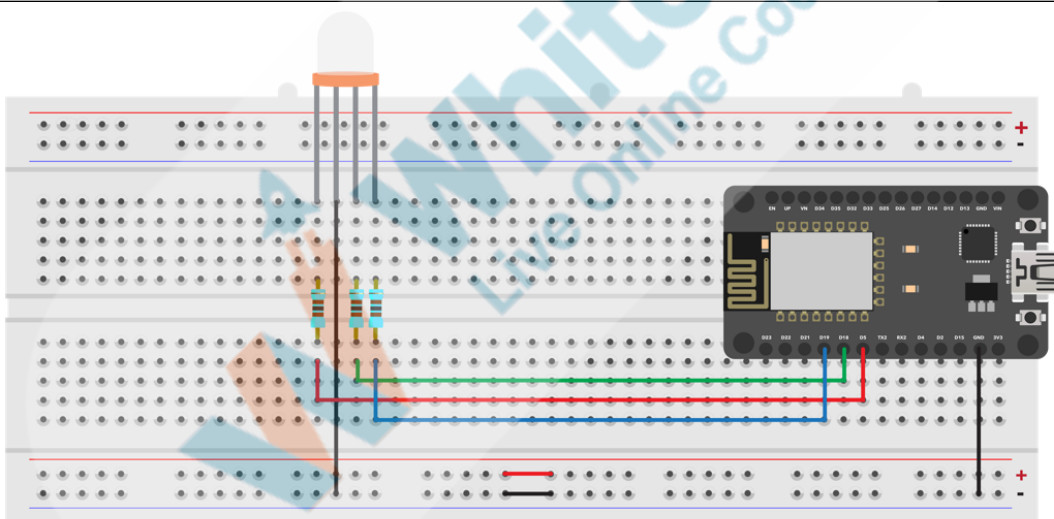 White
Live Online Co
+
-
EN UP VN D34 D35 D32 D33 D25 D26 D27 D14 D12 D13 GND VIN
D23 D22 D21 D19 D18 D5 TX2 RX2 D4 D2 D15 GND 3V3
+
-